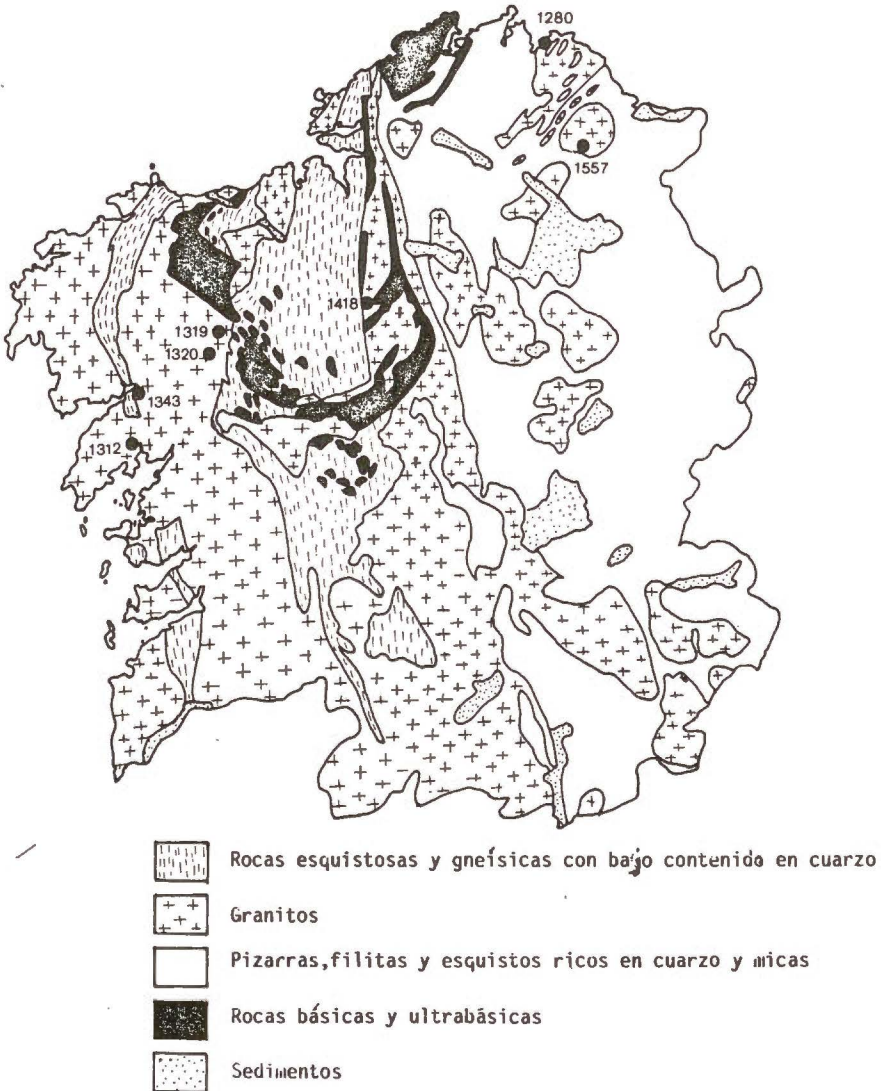 1280
1557
1418
1319
1320
1343
1312
Rocas esquistosas y gneísicas con bajo contenido en cuarzo
Granitos
Pizarras,filitas y esquistos ricos en cuarzo y micas
Rocas básicas y ultrabásicas
Sedimentos